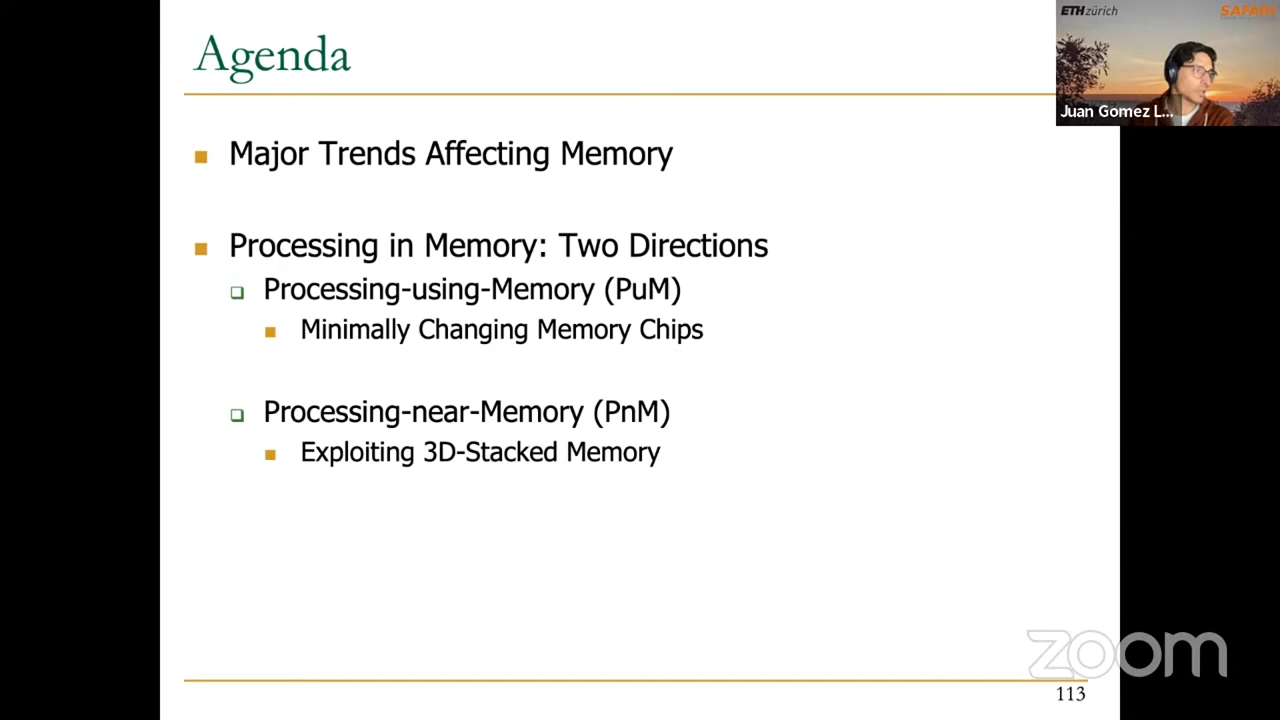 Agenda
ETH zürich
SAFARI
Juan Gomez L...
Major Trends Affecting Memory
Processing in Memory: Two Directions
Processing-using-Memory (PuM)
Minimally Changing Memory Chips
Processing-near-Memory (PnM)
Exploiting 3D-Stacked Memory
zoom
113